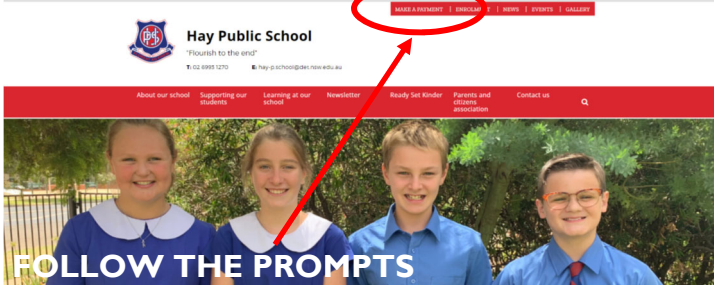 MAKE A PAYMENT | ENROLMENT | NEWS | EVENTS | GALLERY
Hay Public School
"Flourish to the end"
T: 02 6993 1270 E: hay-p.school@det.nsw.edu.au
About our school Supporting our students Learning at our school Newsletter Ready Set Kinder Parents and citizens association Contact us
FOLLOW THE PROMPTS